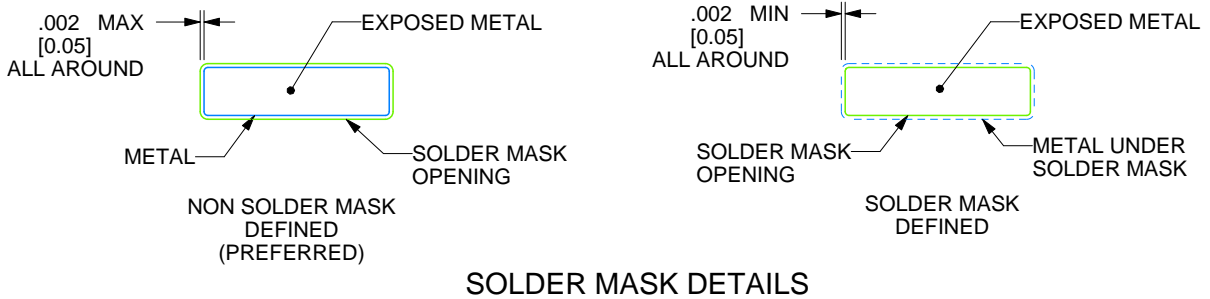 .002 MAX
[0.05]
ALL AROUND
EXPOSED METAL
METAL
SOLDER MASK
OPENING
NON SOLDER MASK
DEFINED
(PREFERRED)
.002 MIN
[0.05]
ALL AROUND
EXPOSED METAL
SOLDER MASK
OPENING
METAL UNDER
SOLDER MASK
SOLDER MASK
DEFINED
SOLDER MASK DETAILS